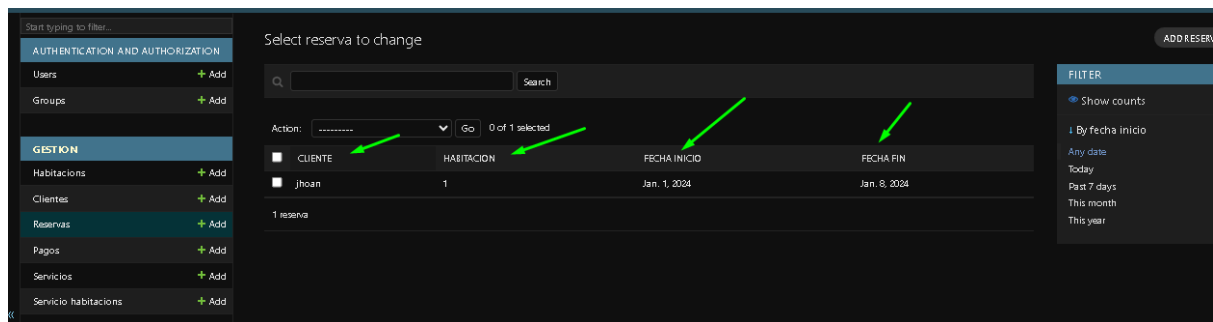 Start typing to filter...
AUTHENTICATION AND AUTHORIZATION
Users + Add
Groups + Add
GESTION
Habitacions + Add
Clientes + Add
Reservas + Add
Pagos + Add
Servicios + Add
Servicio habitacions + Add
«
Select reserva to change
ADD RESERV
Search
Action: --------- Go 0 of 1 selected
CLIENTE HABITACION FECHA INICIO FECHA FIN
jhoan 1 Jan. 1, 2024 Jan. 8, 2024
1 reserva
FILTER
Show counts
↓ By fecha inicio
Any date
Today
Past 7 days
This month
This year